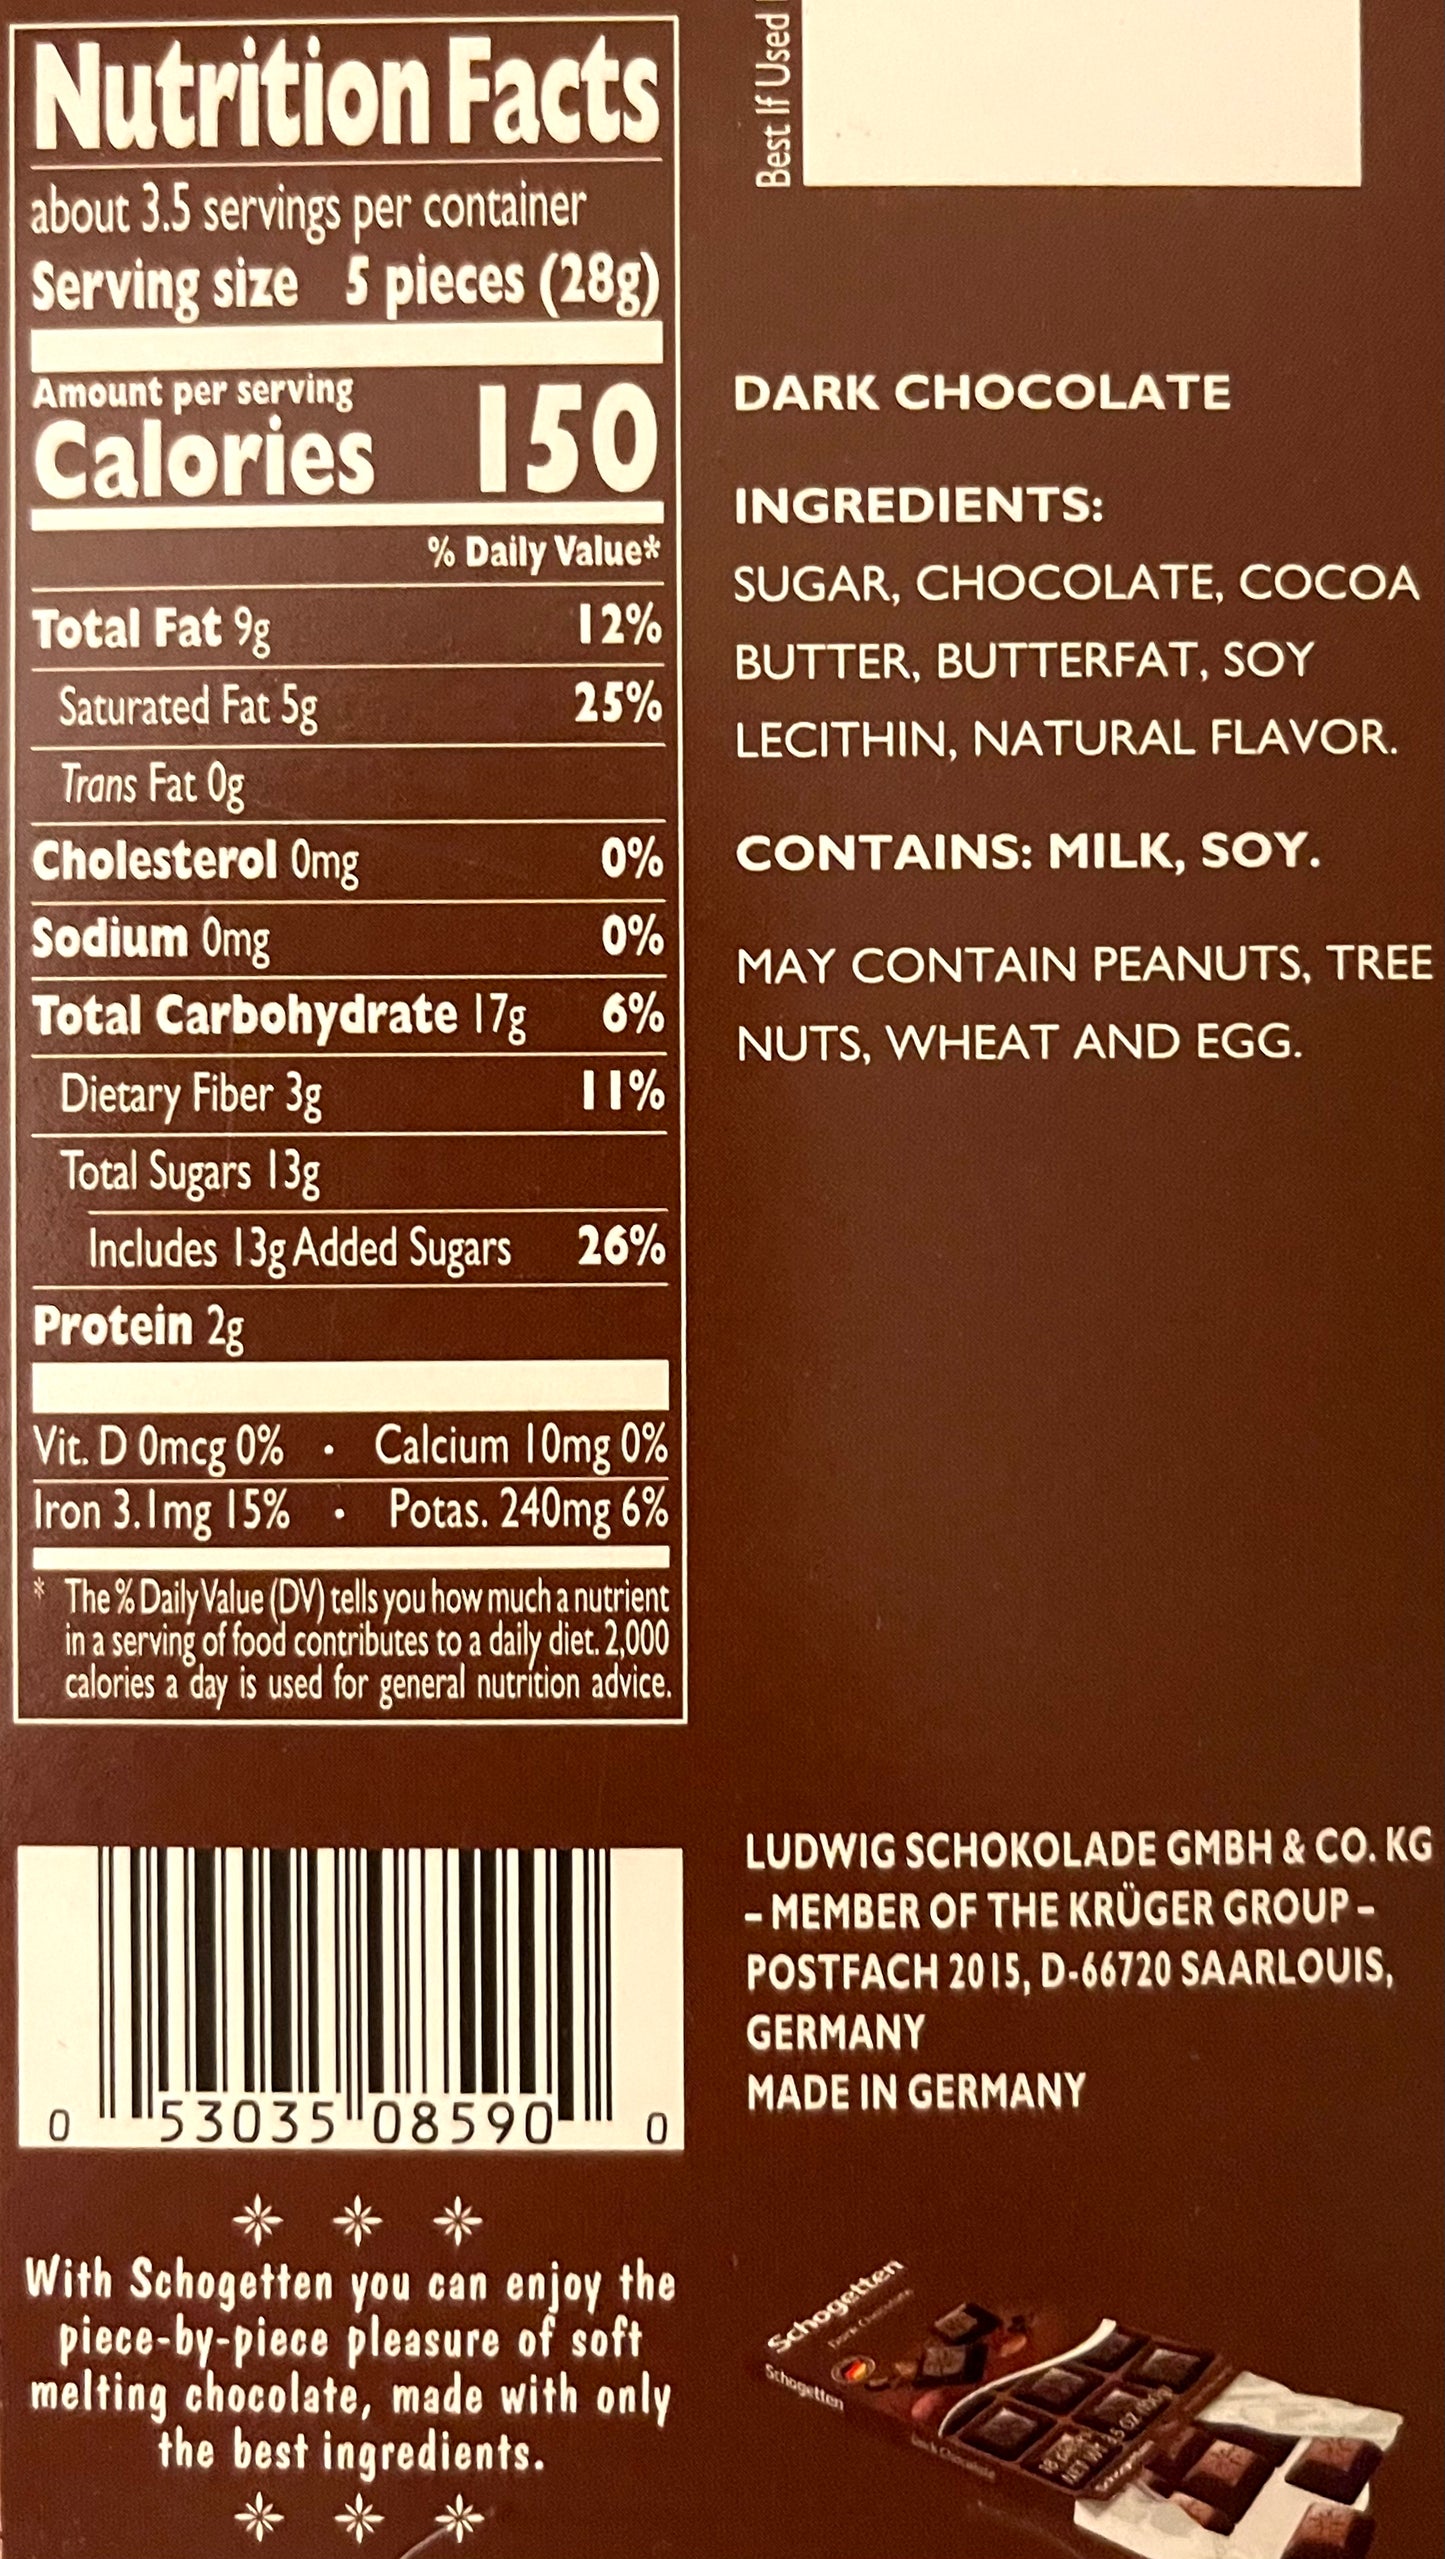 Nutrition Facts
about 3.5 servings per container
Serving size 5 pieces (28g)
Amount per serving
Calories 150
% Daily Value*
Total Fat 9g 12%
Saturated Fat 5g 25%
Trans Fat 0g
Cholesterol 0mg 0%
Sodium 0mg 0%
Total Carbohydrate 17g 6%
Dietary Fiber 3g 11%
Total Sugars 13g
Includes 13g Added Sugars 26%
Protein 2g
Vit. D 0mcg 0% • Calcium 10mg 0%
Iron 3.1mg 15% • Potas. 240mg 6%
* The % Daily Value (DV) tells you how much a nutrient
in a serving of food contributes to a daily diet. 2,000
calories a day is used for general nutrition advice.
0 53035 08590 0
With Schogetten you can enjoy the
piece-by-piece pleasure of soft
melting chocolate, made with only
the best ingredients.
Best If Used
DARK CHOCOLATE
INGREDIENTS:
SUGAR, CHOCOLATE, COCOA
BUTTER, BUTTERFAT, SOY
LECITHIN, NATURAL FLAVOR.
CONTAINS: MILK, SOY.
MAY CONTAIN PEANUTS, TREE
NUTS, WHEAT AND EGG.
LUDWIG SCHOKOLADE GMBH & CO. KG
– MEMBER OF THE KRÜGER GROUP –
POSTFACH 2015, D-66720 SAARLOUIS,
GERMANY
MADE IN GERMANY
Schogetten
Dark Chocolate
Schogetten
Dark Chocolate